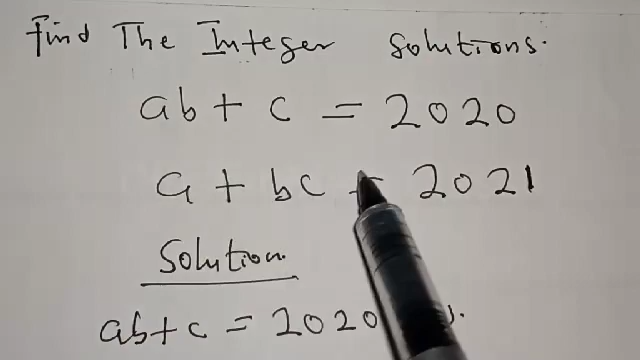 Find The Integer Solutions.
ab + c = 2020
a + bc = 2021
Solution
ab+c = 2020